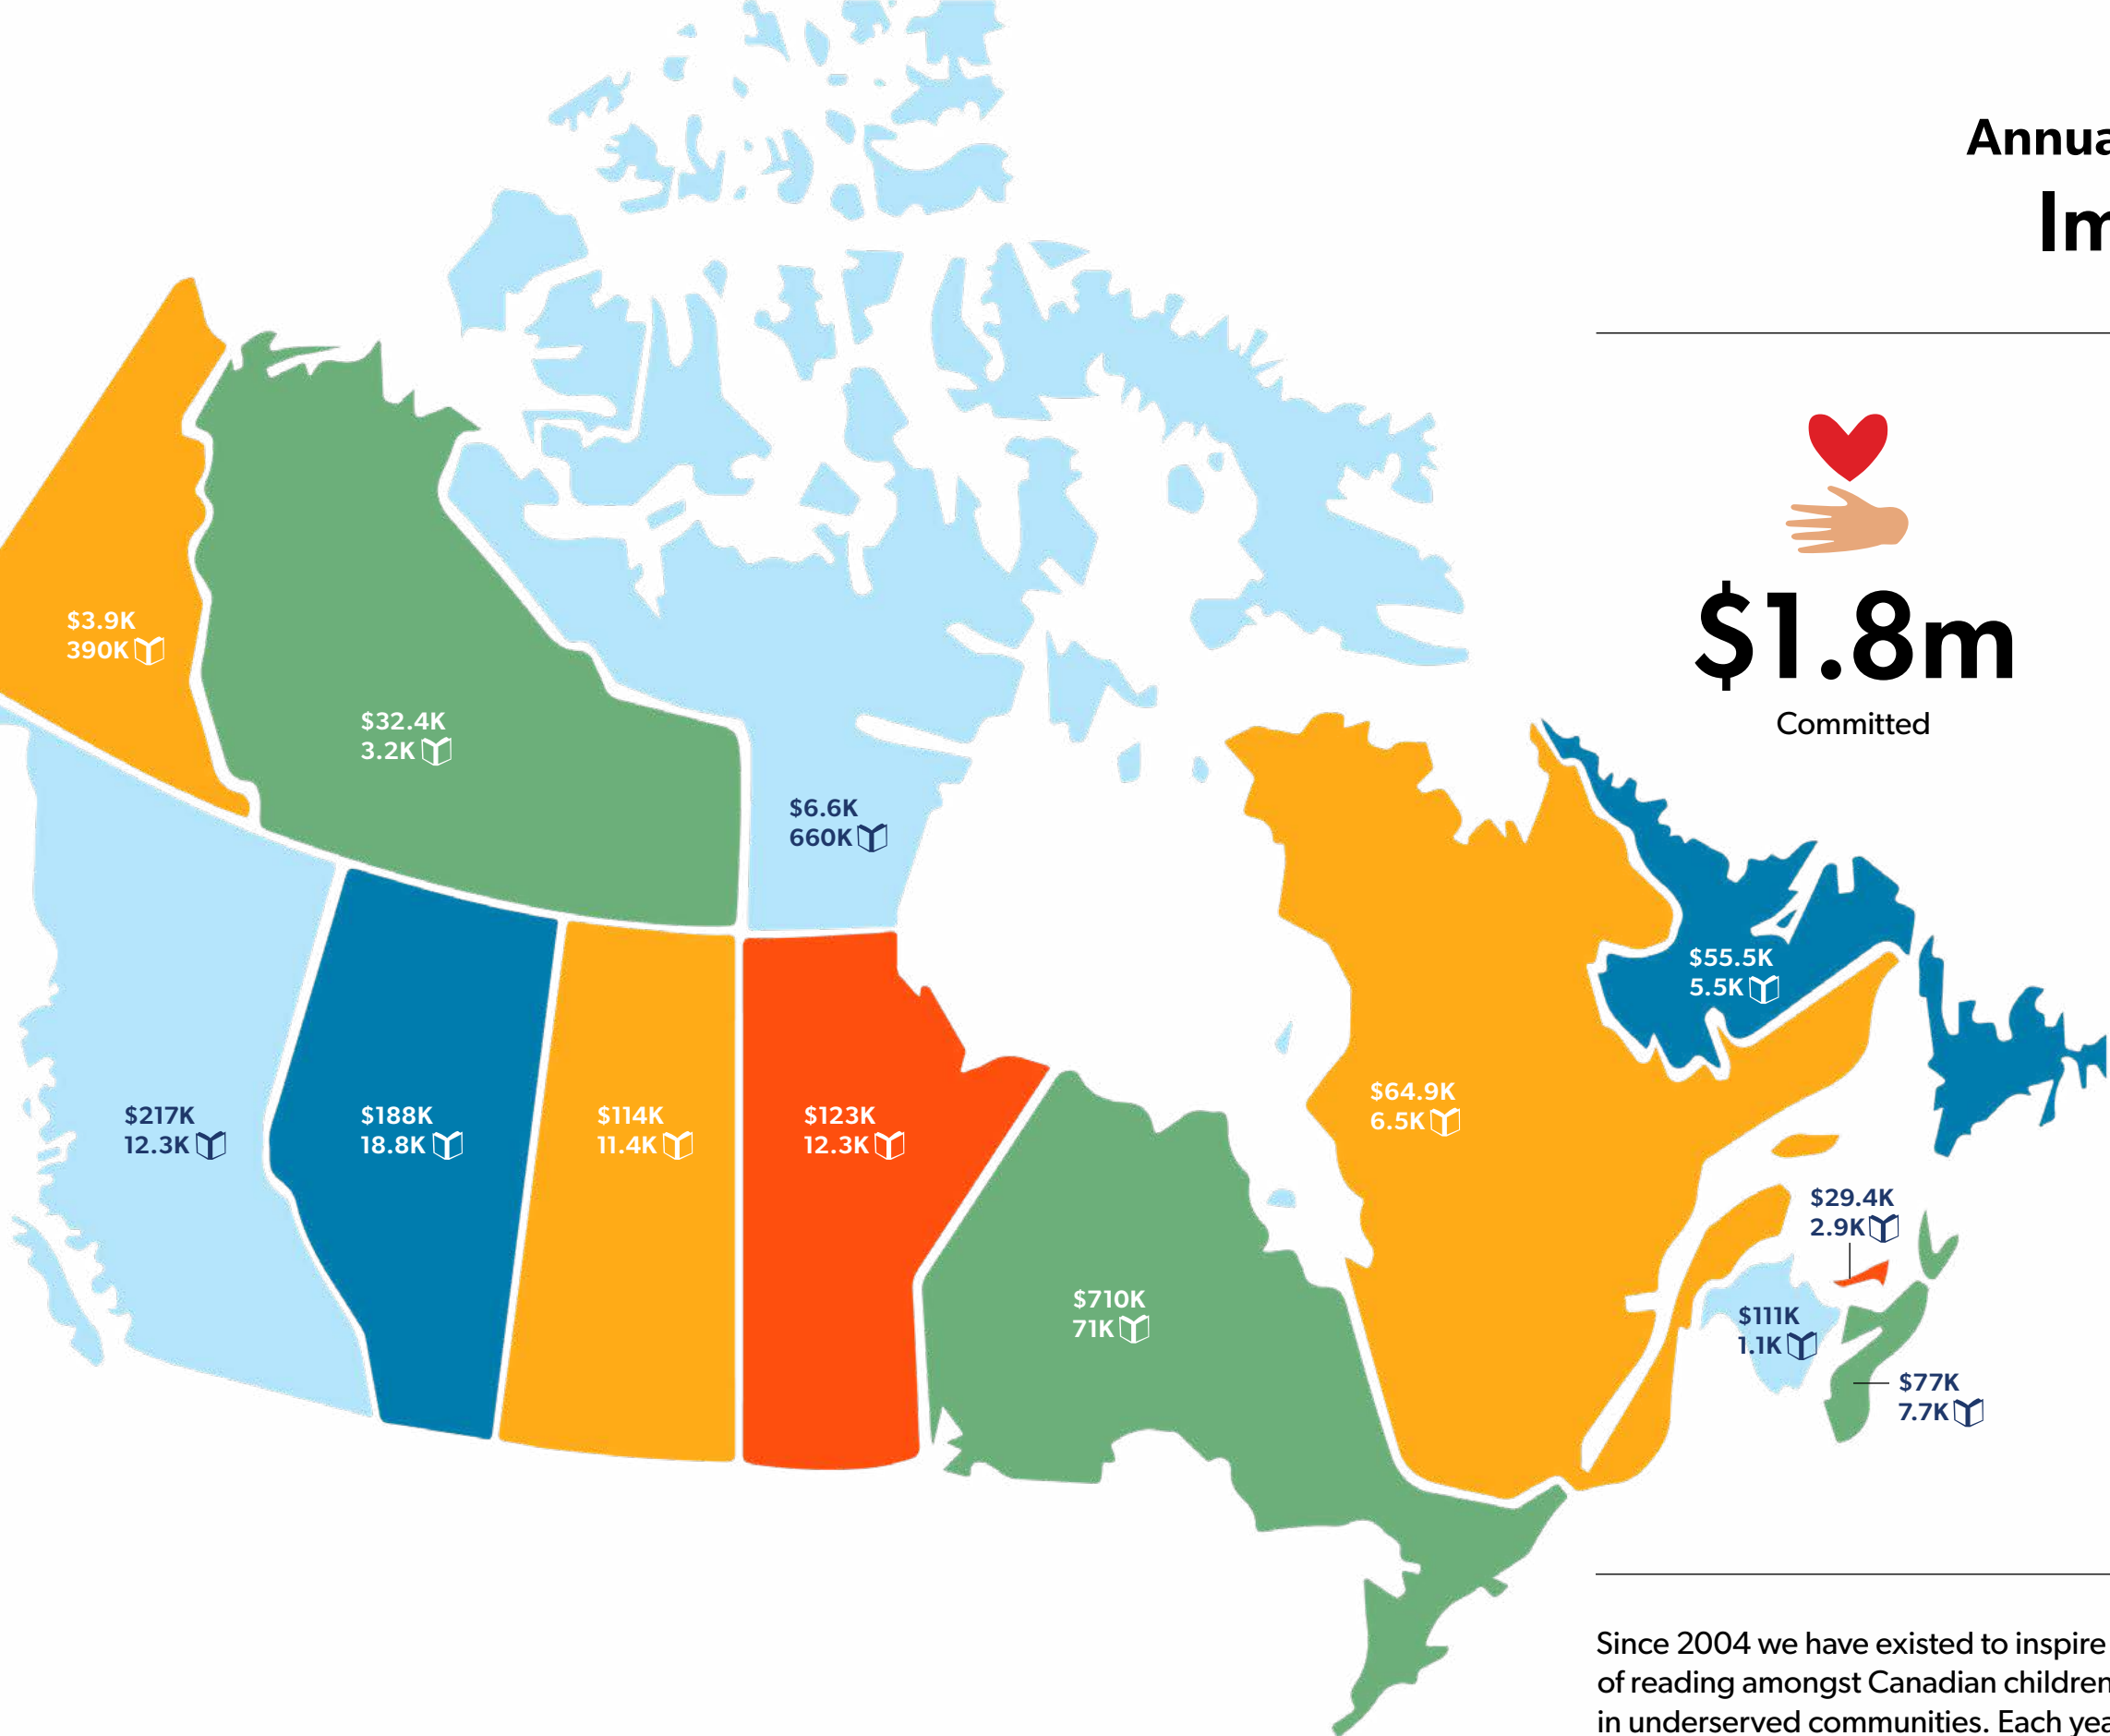 Annua
Im
$1.8m
Committed
$3.9K
390K
$32.4K
3.2K
$6.6K
660K
$55.5K
5.5K
$64.9K
6.5K
$217K
12.3K
$188K
18.8K
$114K
11.4K
$123K
12.3K
$29.4K
2.9K
$710K
71K
$111K
1.1K
$77K
7.7K
Since 2004 we have existed to inspire
of reading amongst Canadian children
in underserved communities. Each yea